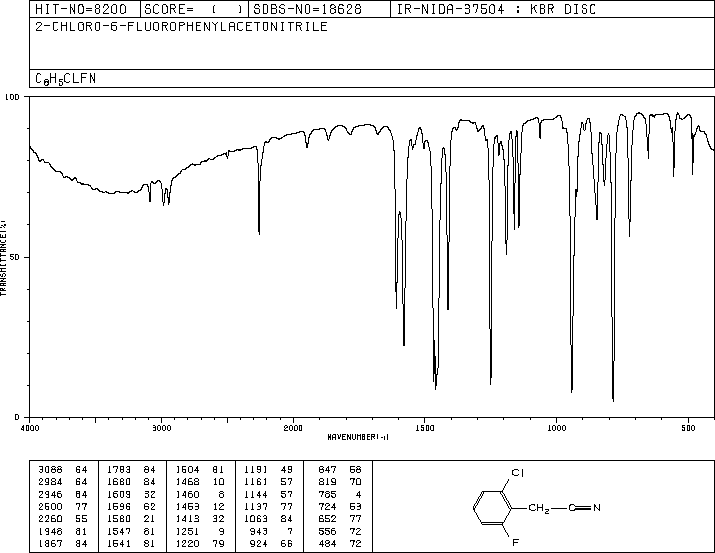 HIT-NO=8200 SCORE= ( ) SDBS-NO=18628 IR-NIDA-37504 : KBR DISC
2-CHLORO-6-FLUOROPHENYLACETONITRILE
C8H5CLFN
100
50
0
TRANSMITTANCE(%)
4000 3000 2000 1500 1000 500
WAVENUMBER(-1)
3088 64 1783 84 1504 81 1191 49 847 58
2984 64 1680 84 1468 10 1161 57 819 70
2946 64 1609 32 1460 8 1144 57 785 4
2500 77 1596 62 1453 12 1137 77 724 53
2260 55 1580 21 1413 32 1063 84 652 77
1948 81 1547 81 1251 9 943 7 556 72
1867 84 1541 81 1220 79 924 66 484 72
Cl
CH2 C N
F